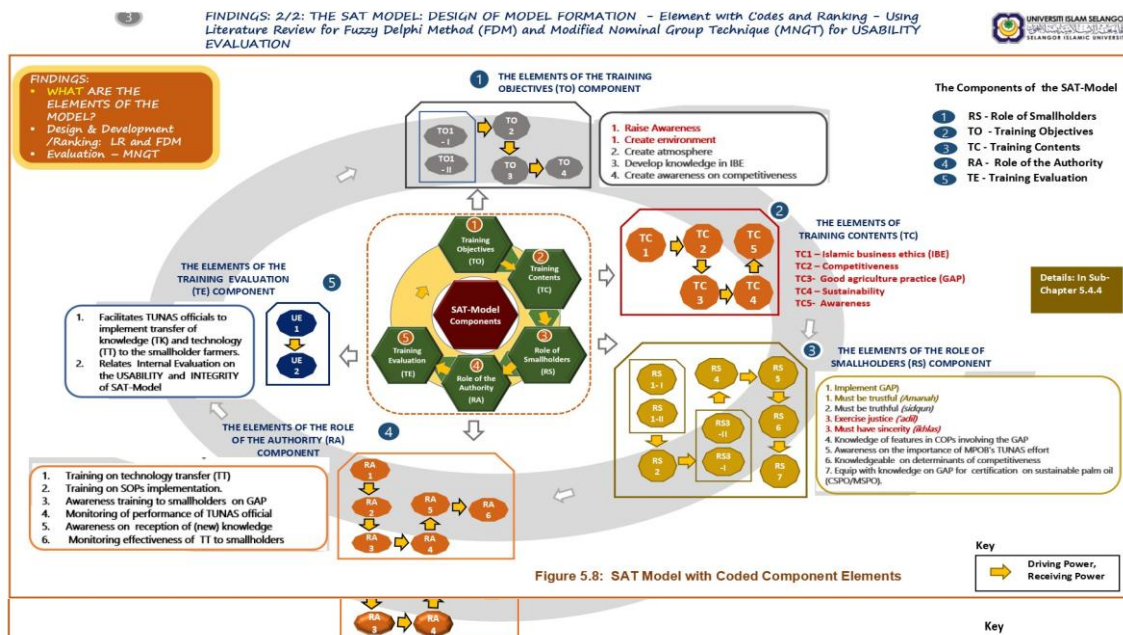 3
FINDINGS: 2/2: THE SAT MODEL: DESIGN OF MODEL FORMATION - Element with Codes and Ranking - Using
Literature Review for Fuzzy Delphi Method (FDM) and Modified Nominal Group Technique (MNGT) for USABILITY
EVALUATION
UNIVERSITI ISLAM SELANGOR
SELANGOR ISLAMIC UNIVERSITY
FINDINGS:
• WHAT ARE THE
ELEMENTS OF THE
MODEL?
• Design & Development
/Ranking: LR and FDM
• Evaluation – MNGT
1
THE ELEMENTS OF THE TRAINING
OBJECTIVES (TO) COMPONENT
TO1
- I
TO1
- II
TO
2
TO
3
TO
4
1. Raise Awareness
1. Create environment
2. Create atmosphere
3. Develop knowledge in IBE
4. Create awareness on competitiveness
The Components of the SAT-Model
1 RS - Role of Smallholders
2 TO - Training Objectives
3 TC - Training Contents
4 RA - Role of the Authority
5 TE - Training Evaluation
2
THE ELEMENTS OF
TRAINING CONTENTS (TC)
TC
1
TC
2
TC
5
TC
3
TC
4
TC1 – Islamic business ethics (IBE)
TC2 – Competitiveness
TC3- Good agriculture practice (GAP)
TC4 – Sustainability
TC5- Awareness
Details: In Sub-
Chapter 5.4.4
1
Training
Objectives
(TO)
2
Training
Contents
(TC)
SAT-Model
Components
3
Role of
Smallholders
(RS)
4
Role of the
Authority
(RA)
5
Training
Evaluation
(TE)
THE ELEMENTS OF THE
TRAINING EVALUATION
(TE) COMPONENT
5
1. Facilitates TUNAS officials to
implement transfer of
knowledge (TK) and technology
(TT) to the smallholder farmers.
2. Relates Internal Evaluation on
the USABILITY and INTEGRITY
of SAT-Model
UE
1
UE
2
3
THE ELEMENTS OF THE ROLE OF
SMALLHOLDERS (RS) COMPONENT
RS
1- I
RS
1-II
RS
2
RS
4
RS3
-II
RS3
-I
RS
5
RS
6
RS
7
1. Implement GAP)
1. Must be trustful (Amanah)
2. Must be truthful (sidqun)
3. Exercise justice ('adil)
3. Must have sincerity (ikhlas)
4. Knowledge of features in COPs involving the GAP
5. Awareness on the importance of MPOB's TUNAS effort
6. Knowledgeable on determinants of competitiveness
7. Equip with knowledge on GAP for certification on sustainable palm oil
(CSPO/MSPO).
THE ELEMENTS OF THE ROLE
OF THE AUTHORITY (RA)
COMPONENT
4
1. Training on technology transfer (TT)
2. Training on SOPs implementation.
3. Awareness training to smallholders on GAP
4. Monitoring of performance of TUNAS official
5. Awareness on reception of (new) knowledge
6. Monitoring effectiveness of TT to smallholders
RA
1
RA
2
RA
3
RA
4
RA
5
RA
6
Key
Driving Power,
Receiving Power
Figure 5.8: SAT Model with Coded Component Elements
RA
3
RA
4
Key